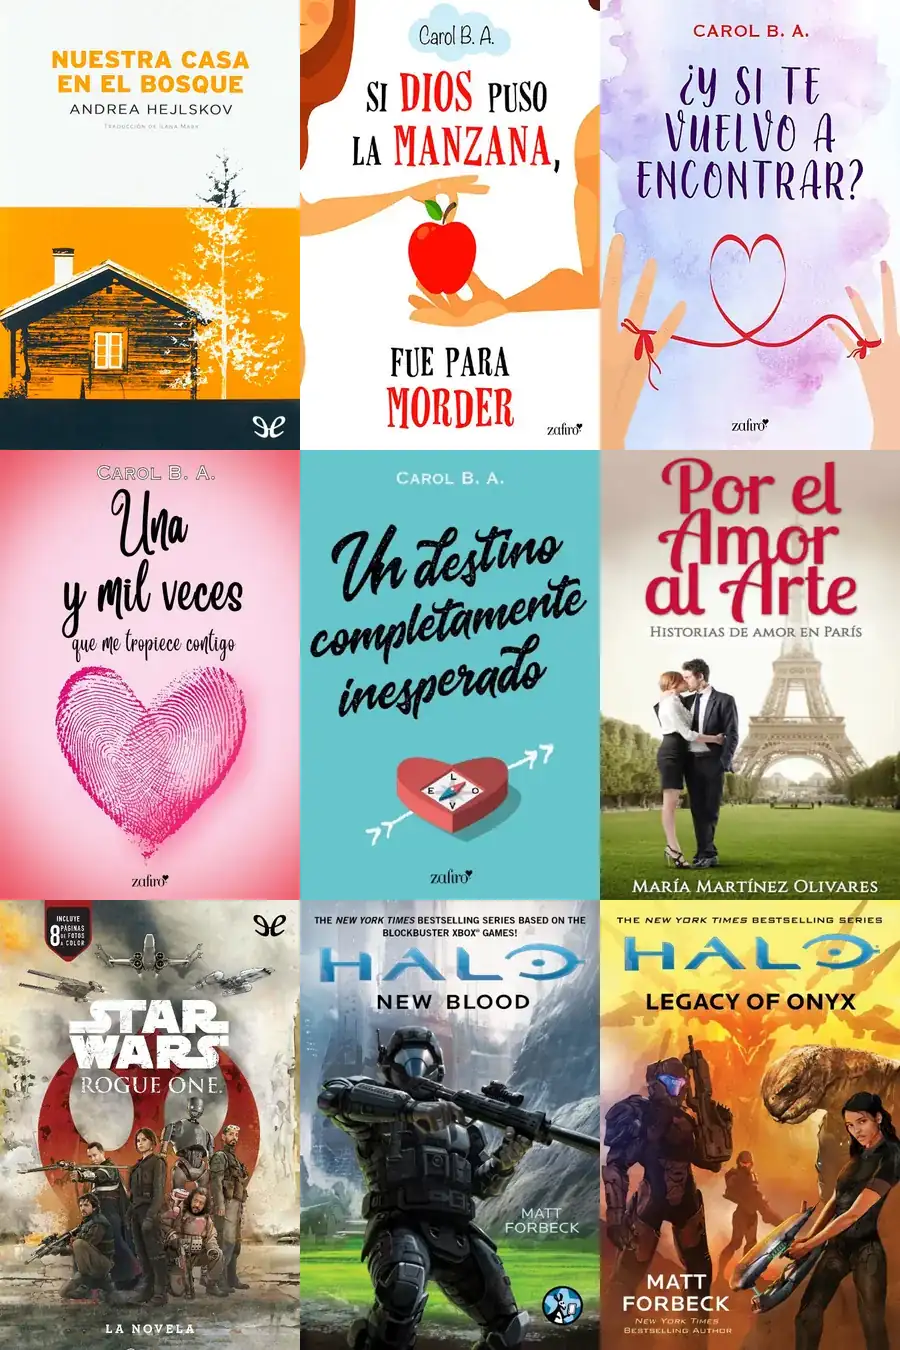 NUESTRA CASA
EN EL BOSQUE
ANDREA HEJLSKOV
TRADUCCIÓN DE ILANA MARX
Carol B. A.
SI DIOS PUSO
LA MANZANA,
FUE PARA
MORDER
zafiro
CAROL B. A.
¿Y SI TE
VUELVO A
ENCONTRAR?
zafiro
CAROL B. A.
Una
y mil veces
que me tropiece contigo
zafiro
CAROL B. A.
Un destino
completamente
inesperado
L
E O
V
zafiro
Por el
Amor
al Arte
HISTORIAS DE AMOR EN PARÍS
MARÍA MARTÍNEZ OLIVARES
INCLUYE
8 PÁGINAS
DE FOTOS
A COLOR
STAR
WARS
ROGUE ONE
LA NOVELA
THE NEW YORK TIMES BESTSELLING SERIES BASED ON THE
BLOCKBUSTER XBOX® GAMES!
HALO
NEW BLOOD
MATT
FORBECK
THE NEW YORK TIMES BESTSELLING SERIES
HALO
LEGACY OF ONYX
MATT
FORBECK
NEW YORK TIMES
BESTSELLING AUTHOR